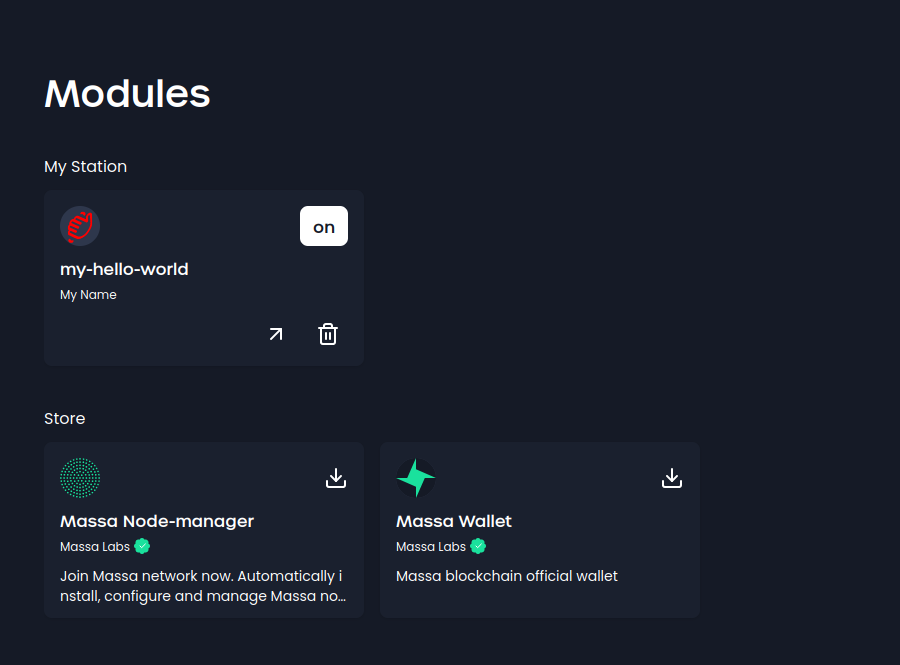 Modules
My Station
on
my-hello-world
My Name
Store
Massa Node-manager
Massa Labs
Join Massa network now. Automatically i
nstall, configure and manage Massa no...
Massa Wallet
Massa Labs
Massa blockchain official wallet